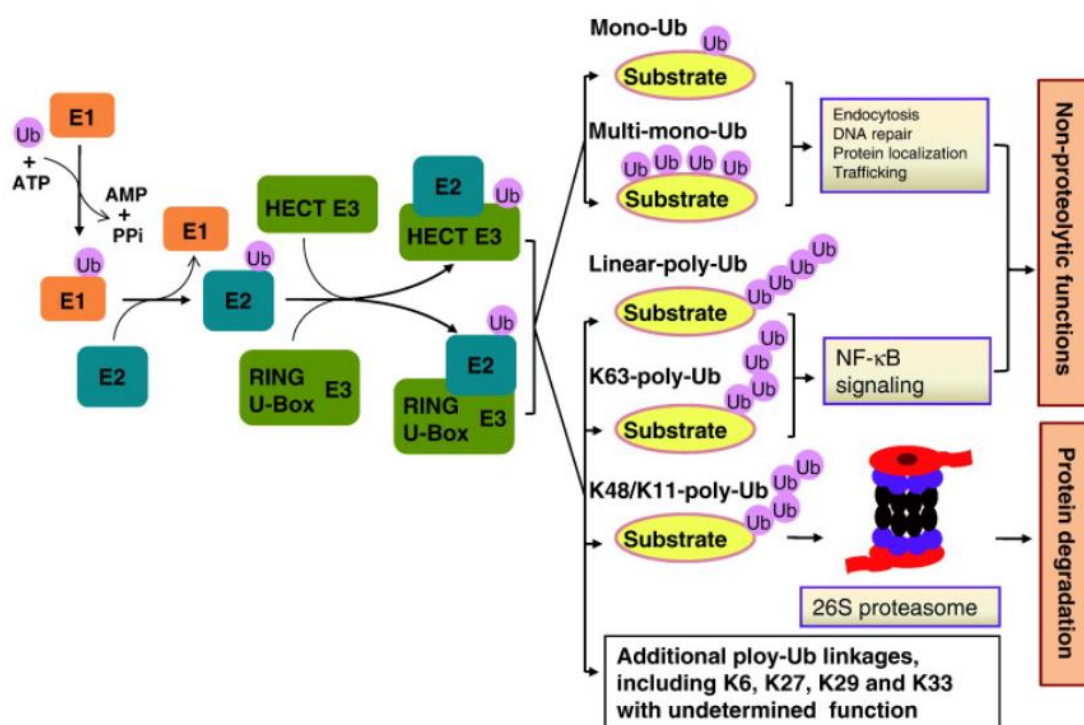 Ub
+
ATP
E1
AMP
+
PPi
Ub
E1
E2
E1
Ub
E2
HECT E3
RING E3
U-Box
E2
Ub
HECT E3
Ub
E2
RING E3
U-Box
Mono-Ub
Ub
Substrate
Multi-mono-Ub
Ub Ub Ub Ub
Substrate
Linear-poly-Ub
Ub Ub Ub Ub
Substrate
K63-poly-Ub
Ub
Ub
Ub Ub
Substrate
K48/K11-poly-Ub
Ub Ub
Ub Ub
Substrate
Additional ploy-Ub linkages,
including K6, K27, K29 and K33
with undetermined function
Endocytosis
DNA repair
Protein localization
Trafficking
NF-κB
signaling
26S proteasome
Non-proteolytic functions
Protein degradation